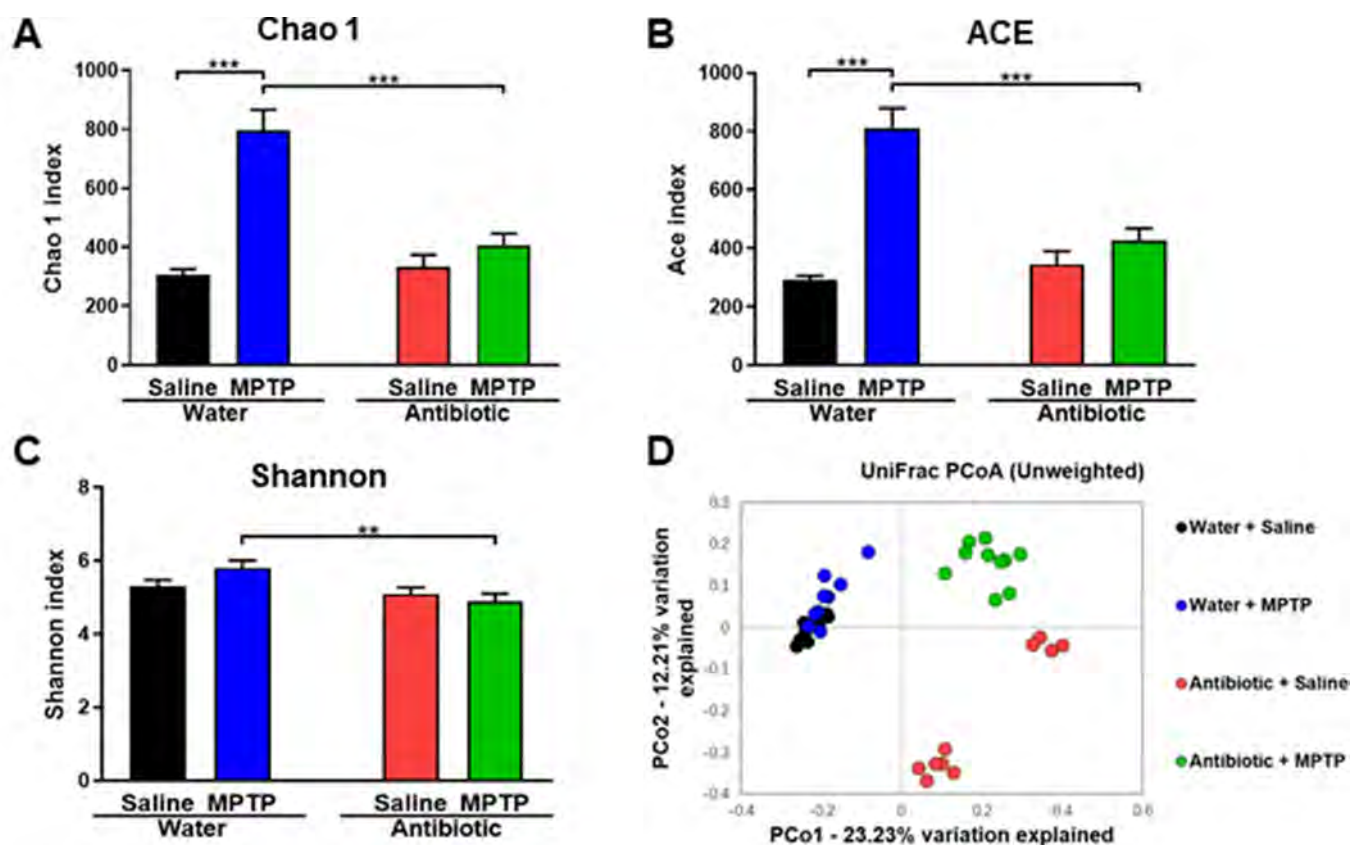 A
Chao 1
Chao 1 index
1000
800
600
400
200
0
***
***
Saline MPTP
Saline MPTP
Water
Antibiotic
B
ACE
Ace index
1000
800
600
400
200
0
***
***
Saline MPTP
Saline MPTP
Water
Antibiotic
C
Shannon
Shannon index
8
6
4
2
0
**
Saline MPTP
Saline MPTP
Water
Antibiotic
D
UniFrac PCoA (Unweighted)
PCo2 - 12.21% variation
explained
0.3
0.2
0.1
0
-0.1
-0.2
-0.3
-0.4
-0.4
-0.2
0
0.2
0.4
0.6
PCo1 - 23.23% variation explained
Water + Saline
Water + MPTP
Antibiotic + Saline
Antibiotic + MPTP